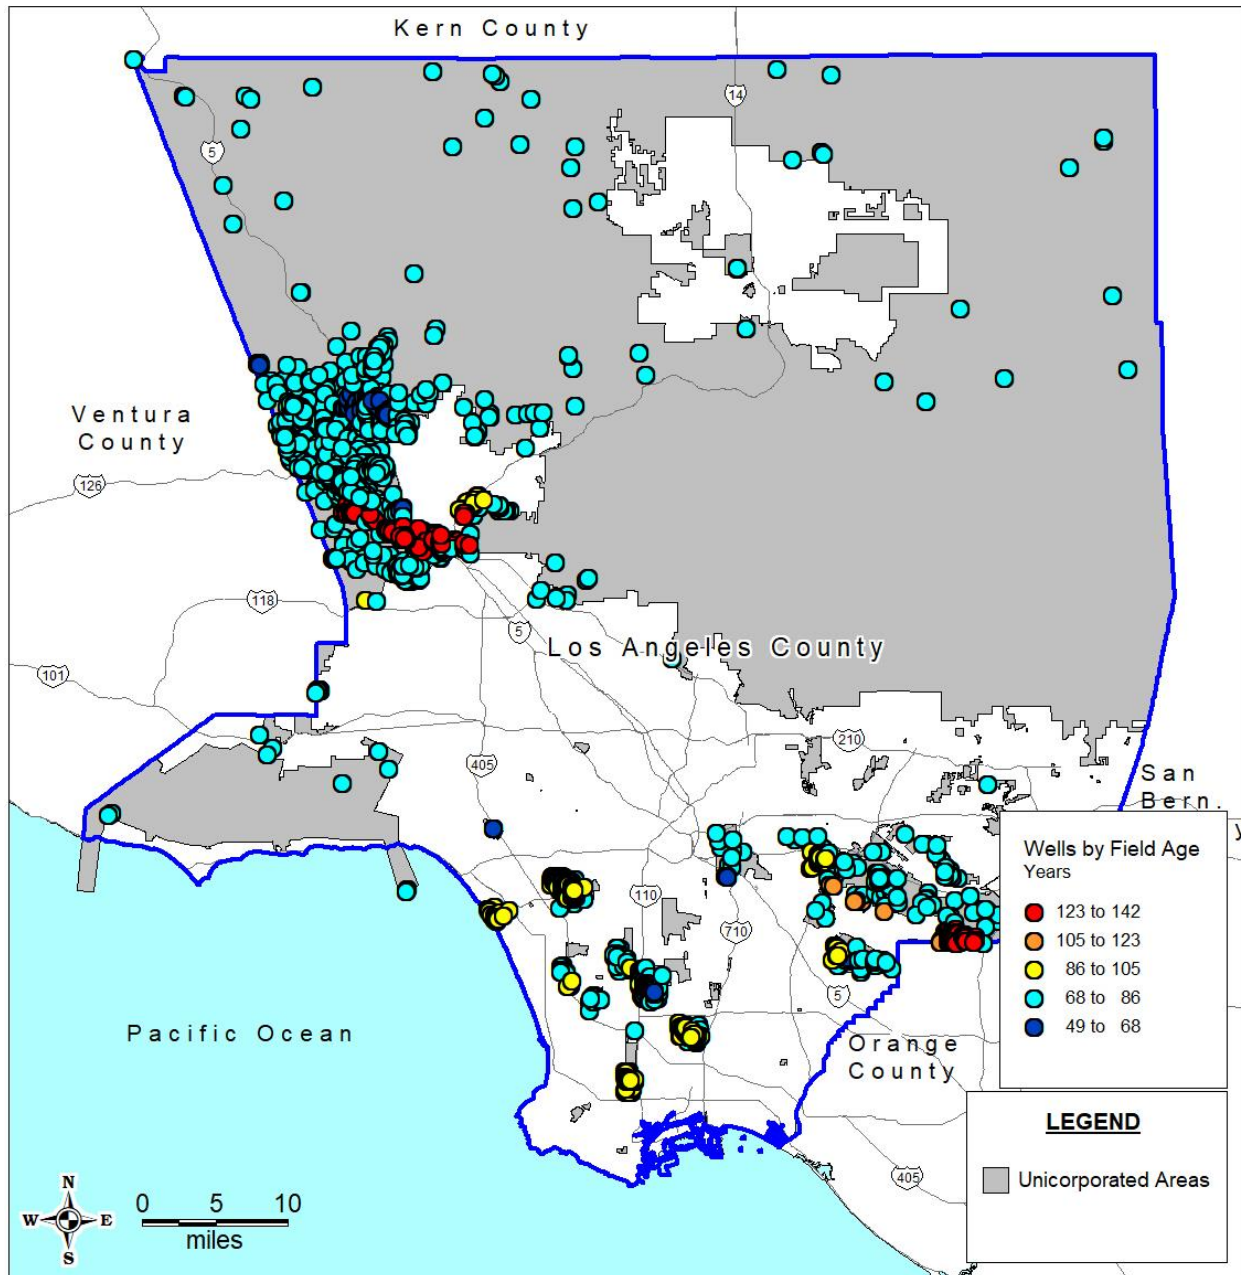 Kern County
14
5
Ventura
County
126
118
5
Los Angeles County
101
210
405
San
Bern.
y
Wells by Field Age
Years
123 to 142
105 to 123
86 to 105
68 to 86
49 to 68
110
710
5
Pacific Ocean
Orange
County
LEGEND
Unicorporated Areas
405
N
W E
S
0 5 10
miles